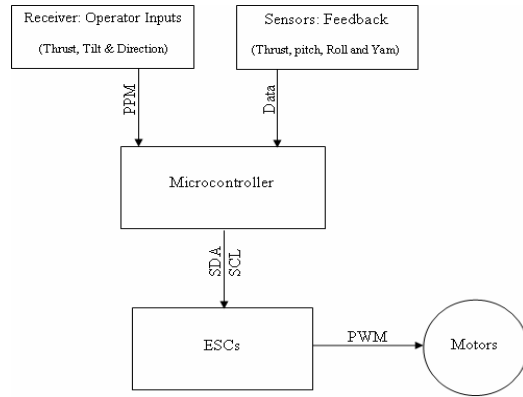 Receiver: Operator Inputs
(Thrust, Tilt & Direction)
Sensors: Feedback
(Thrust, pitch, Roll and Yam)
PPM
Data
Microcontroller
SDA
SCL
ESCs
PWM
Motors